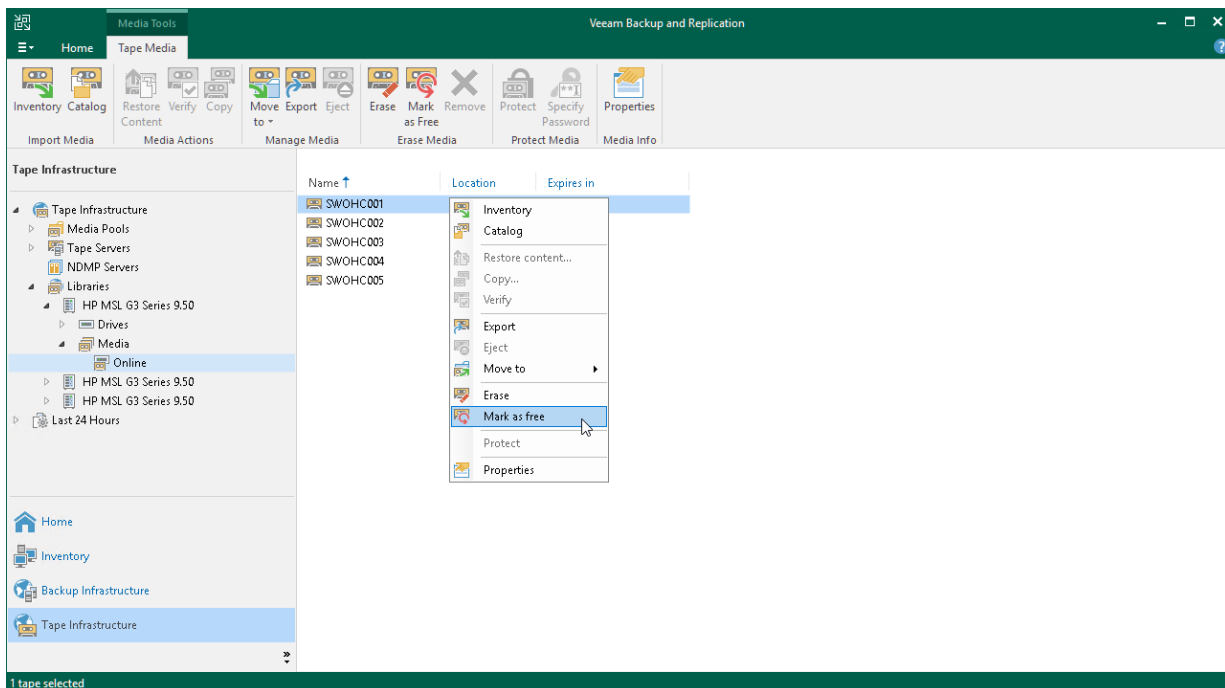 Media Tools
Veeam Backup and Replication
Home
Tape Media
Inventory Catalog
Restore Content Verify Copy
Move to Export Eject
Erase Mark as Free Remove
Protect Specify Password
Properties
Import Media
Media Actions
Manage Media
Erase Media
Protect Media
Media Info
Tape Infrastructure
Tape Infrastructure
Media Pools
Tape Servers
NDMP Servers
Libraries
HP MSL G3 Series 9.50
Drives
Media
Online
HP MSL G3 Series 9.50
HP MSL G3 Series 9.50
Last 24 Hours
Home
Inventory
Backup Infrastructure
Tape Infrastructure
Name Location Expires in
SWOHC001
SWOHC002
SWOHC003
SWOHC004
SWOHC005
Inventory
Catalog
Restore content...
Copy...
Verify
Export
Eject
Move to
Erase
Mark as free
Protect
Properties
1 tape selected